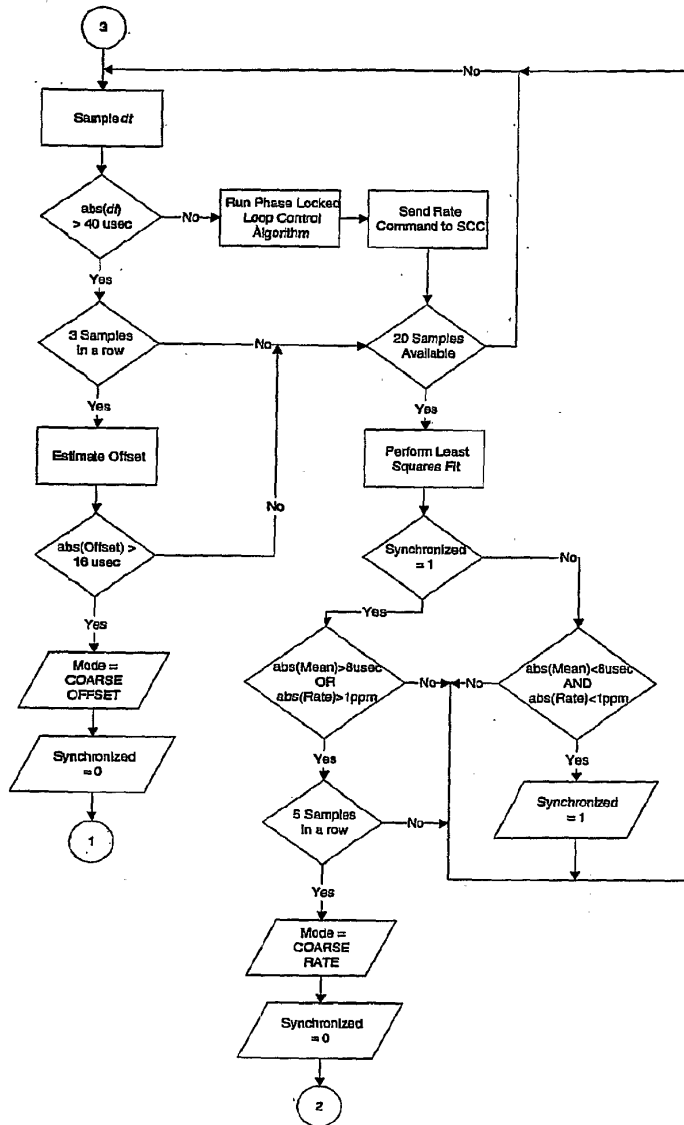 3
No
Sample dt
abs(dt)
> 40 usec
No
Run Phase Locked
Loop Control
Algorithm
Send Rate
Command to SCC
Yes
3 Samples
in a row
No
20 Samples
Available
Yes
Yes
Estimate Offset
Perform Least
Squares Fit
No
abs(Offset) >
16 usec
Synchronized
= 1
No
Yes
Yes
Mode =
COARSE
OFFSET
abs(Mean)>8usec
OR
abs(Rate)>1ppm
No
No
abs(Mean)<8usec
AND
abs(Rate)<1ppm
Synchronized
=0
Yes
Yes
1
5 Samples
in a row
No
Synchronized
= 1
Yes
Mode =
COARSE
RATE
Synchronized
=0
2